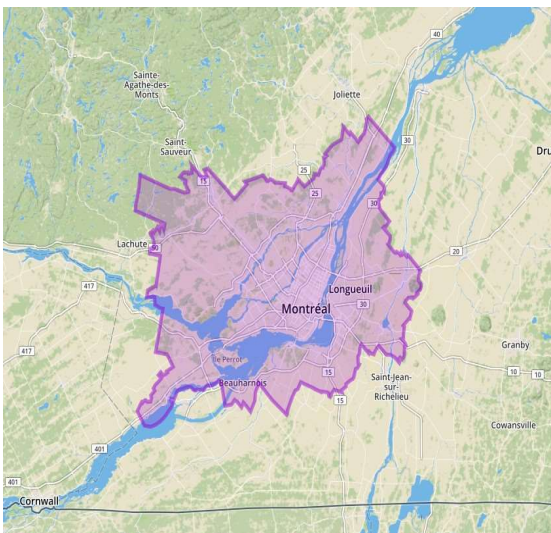 40
Sainte-
Agathe-des-
Monts
Joliette
Saint-
Sauveur
30
Dru
25
15
25
30
Lachute
50
20
417
Longueuil
Montréal
30
417
Île Perrot
Granby
15
10
10
Beauharnois
Saint-Jean-
sur-
Richelieu
15
Cowansville
401
401
Cornwall